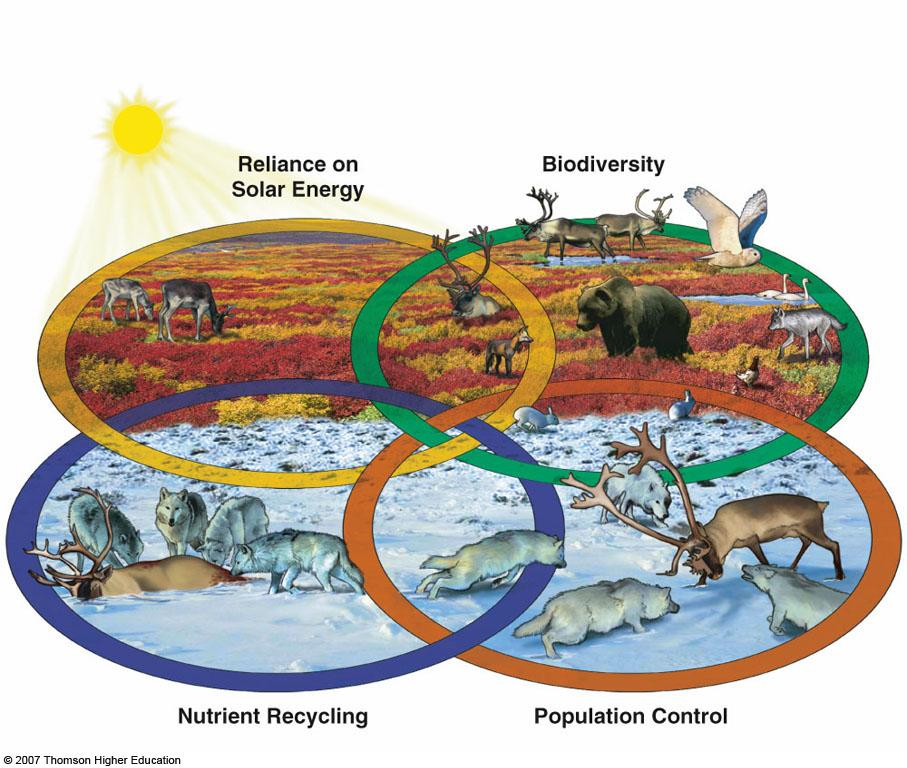 Reliance on
Solar Energy
Biodiversity
Nutrient Recycling
Population Control
© 2007 Thomson Higher Education